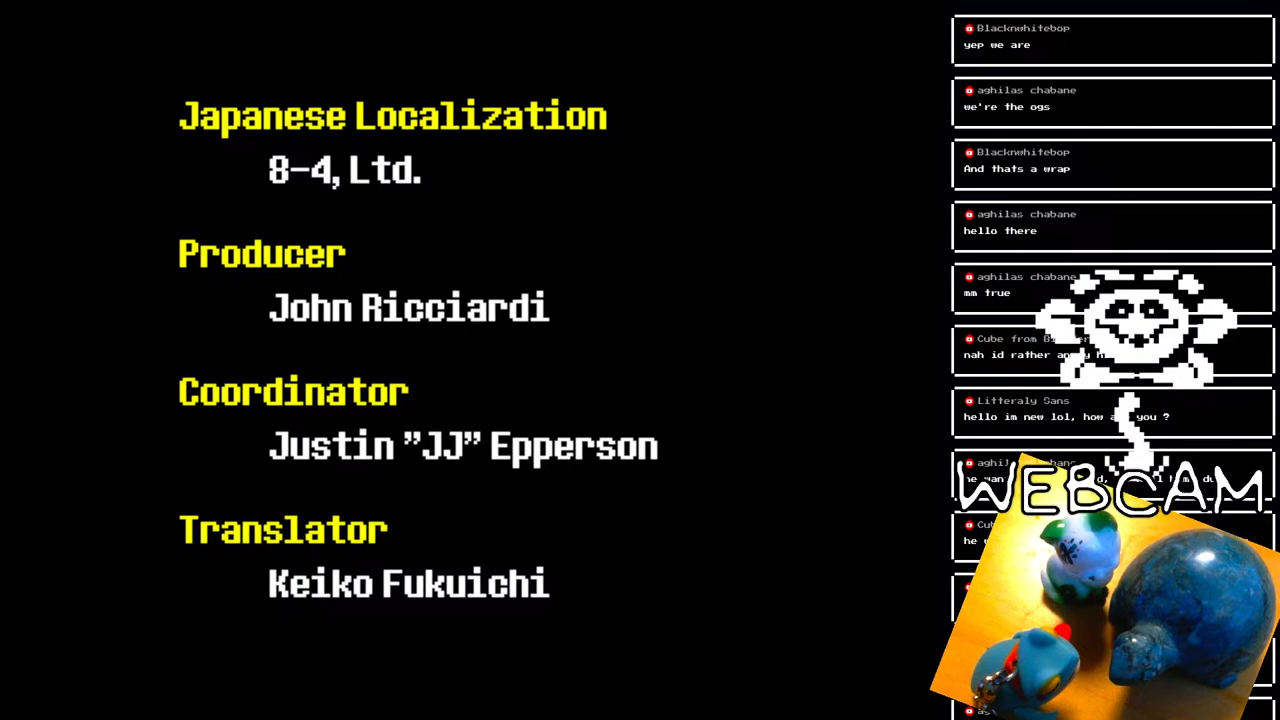 Japanese Localization
8-4, Ltd.
Producer
John Ricciardi
Coordinator
Justin "JJ" Epperson
Translator
Keiko Fukuichi
Blacknwhitebop
yep we are
aghilas chabane
we're the ogs
Blacknwhitebop
And thats a wrap
aghilas chabane
hello there
aghilas chabane
mm true
Cube from
nah id rather
Litteraly Sans
hello im new lol, how you ?
WEBCAM